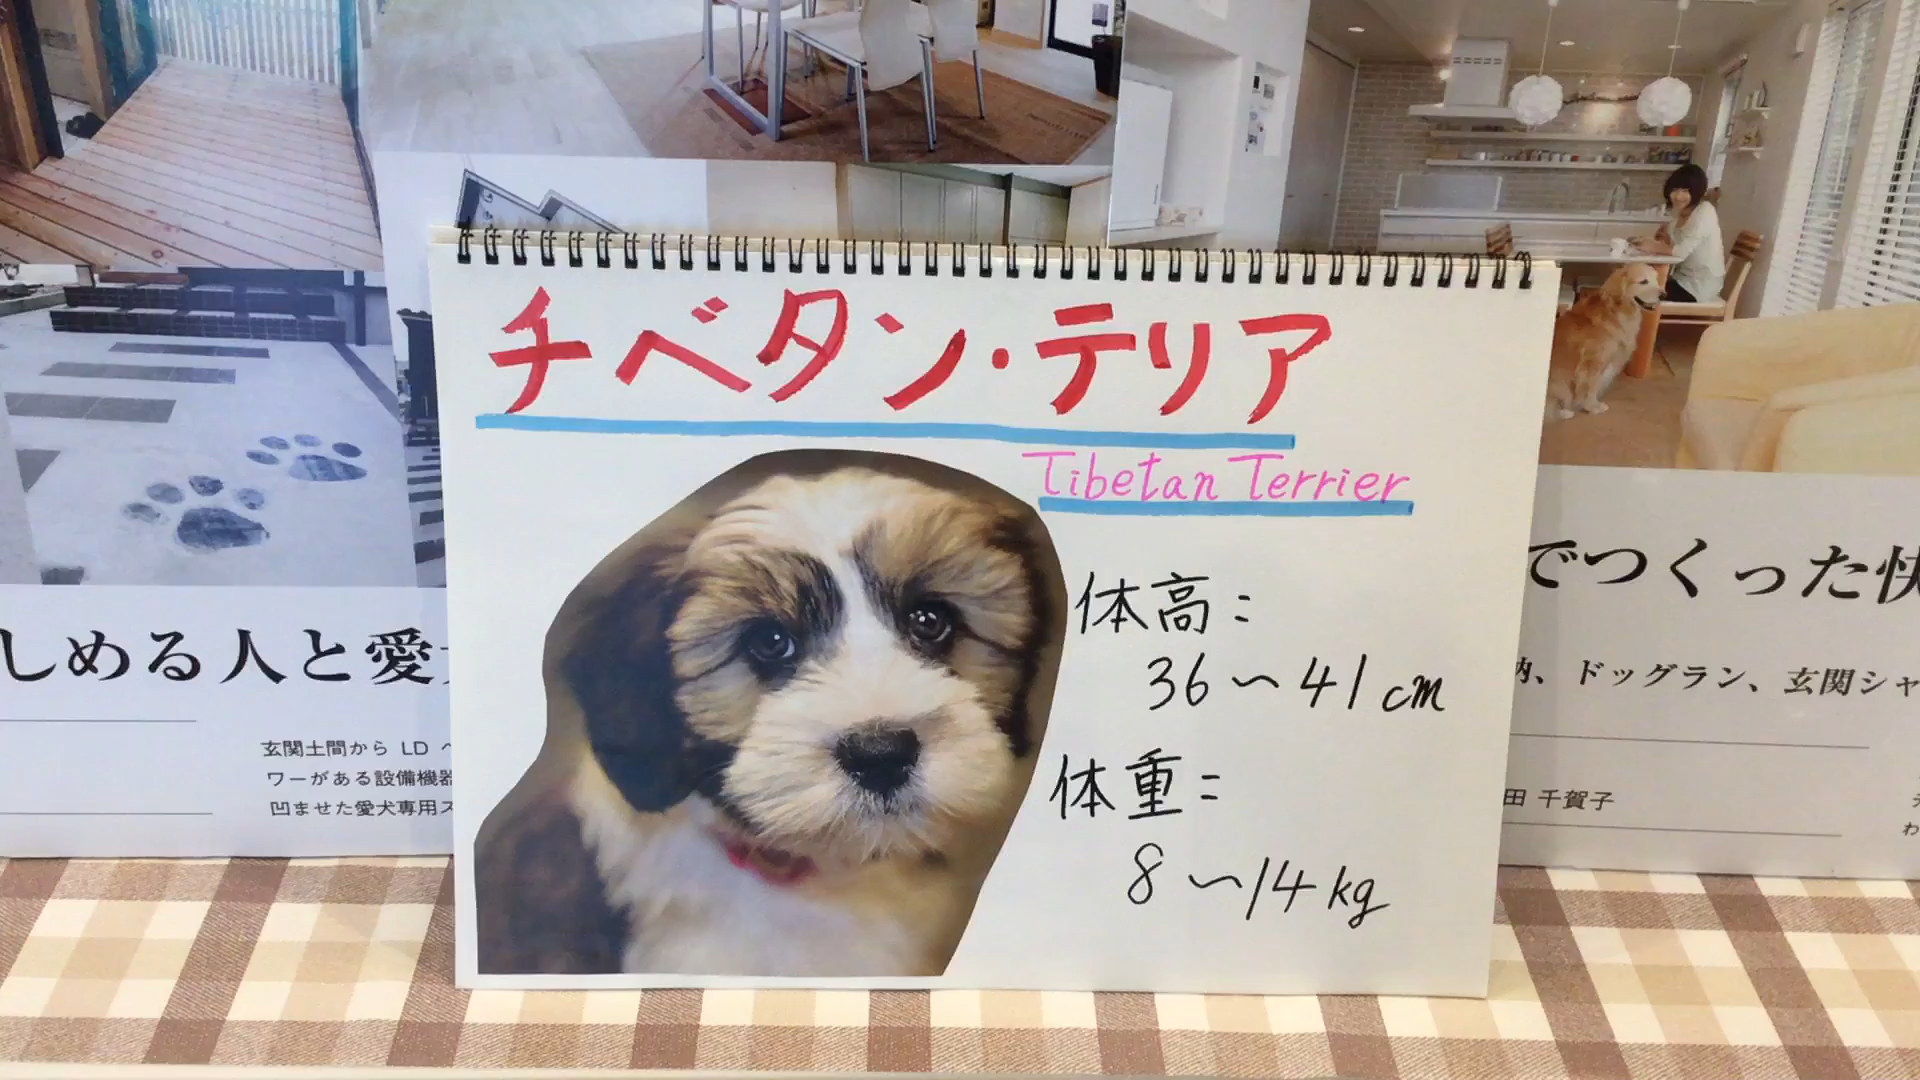 チベタン・テリア
Tibetan Terrier
体高:
36〜41cm
体重:
8〜14kg
しめる人と愛
玄関土間から LD
ワーがある設備機器
凹ませた愛犬専用ス
でつくった快
納、ドッグラン、玄関シャ
田 千賀子
わ